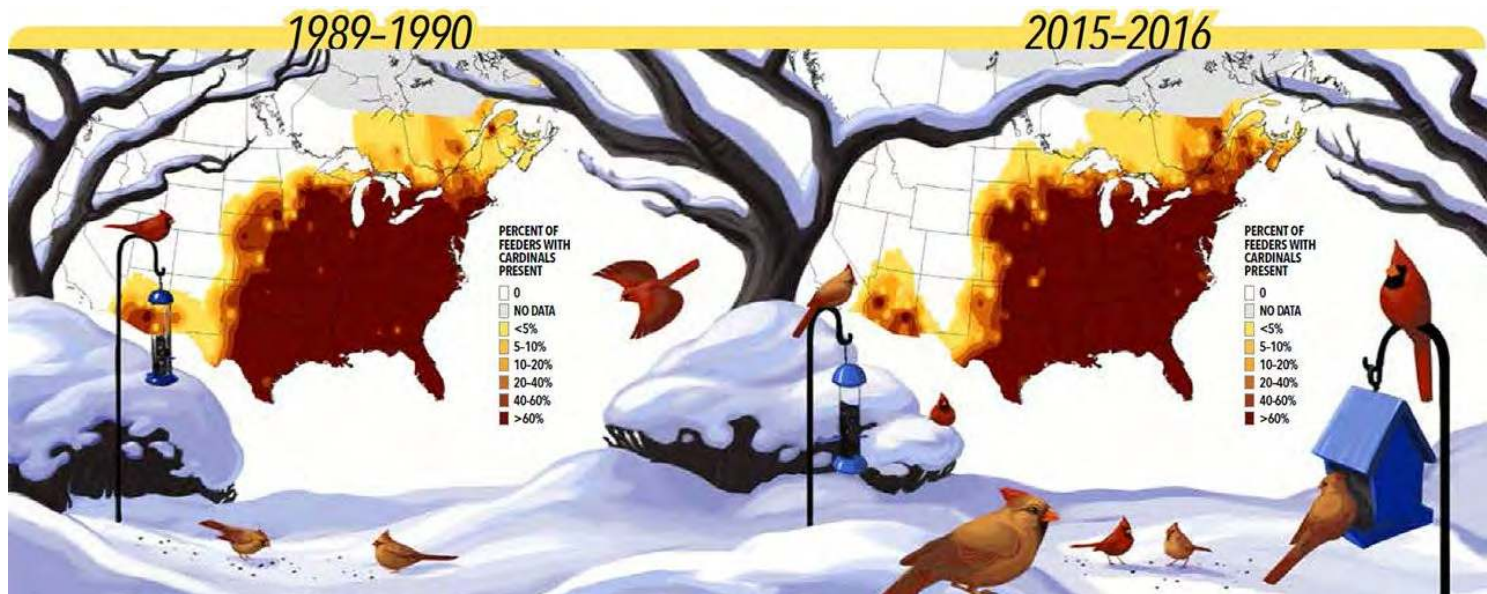 1989–1990
2015–2016
PERCENT OF
FEEDERS WITH
CARDINALS
PRESENT
0
NO DATA
<5%
5-10%
10-20%
20-40%
40-60%
>60%
PERCENT OF
FEEDERS WITH
CARDINALS
PRESENT
0
NO DATA
<5%
5-10%
10-20%
20-40%
40-60%
>60%